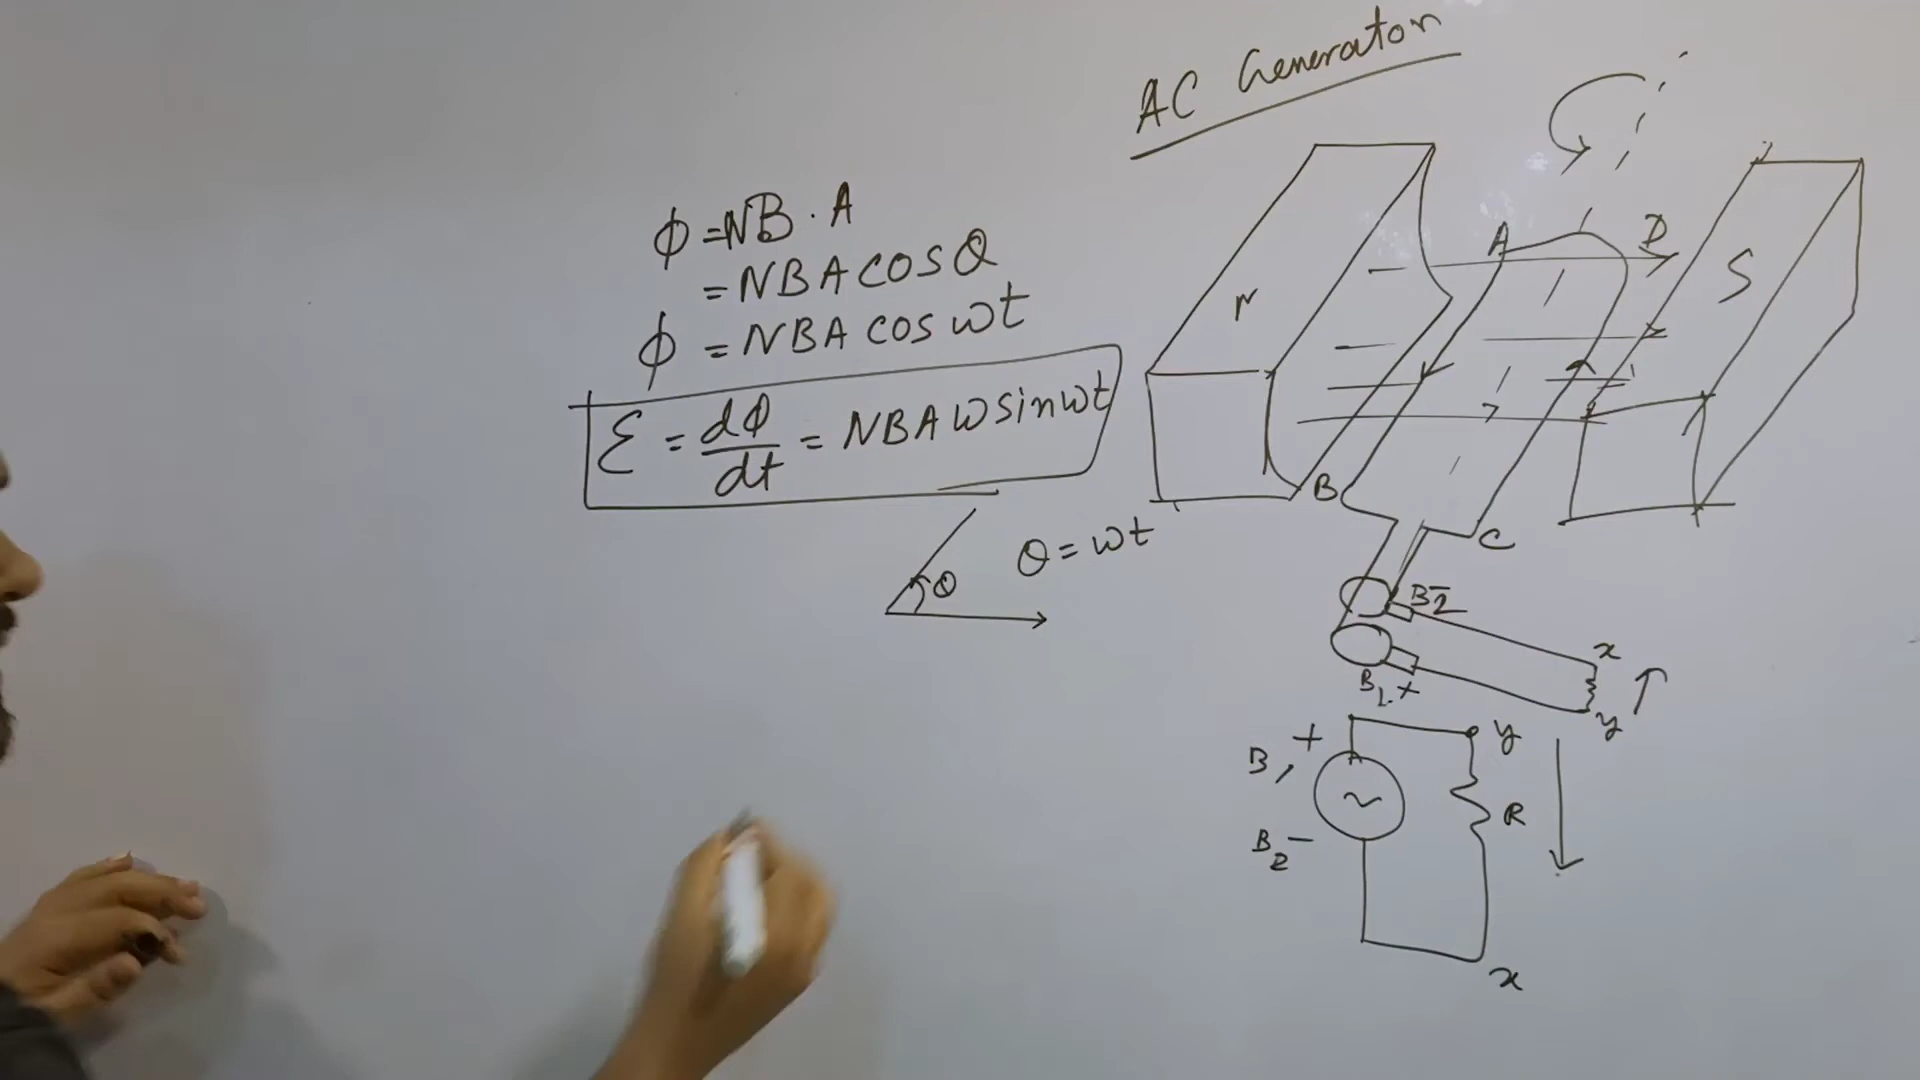 AC Generator
ϕ = NB . A
= NBA cos θ
ϕ = NBA cos ωt
ℰ = dϕ/dt = NBA ω sin ωt
θ
θ = ωt
N
S
A
D
B
C
B2 −
B1 +
x
y
B1 +
B2 −
~
y
R
x